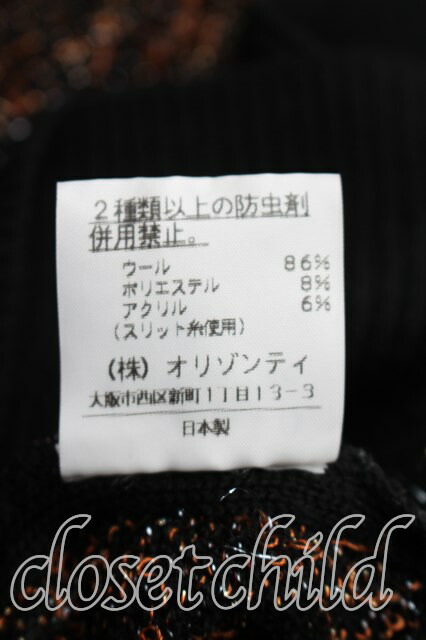 ２種類以上の防虫剤
併用禁止。
ウール 86%
ポリエステル 8%
アクリル 6%
(スリット糸使用)
(株) オリゾンティ
大阪市西区新町1丁目13-3
日本製
closetchild